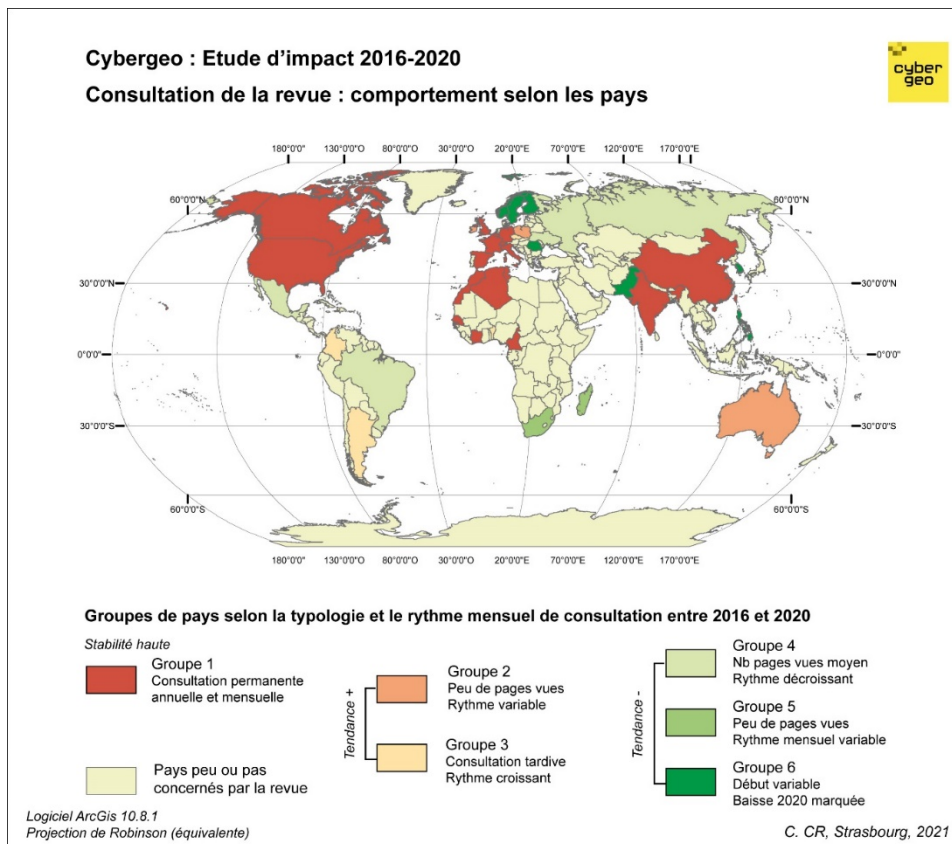 Cybergeo : Etude d'impact 2016-2020
Consultation de la revue : comportement selon les pays
cyber
geo
180°0'0" 130°0'0"O 80°0'0"O 30°0'0"O 20°0'0"E 70°0'0"E 120°0'0"E 170°0'0"E
60°0'0"N 60°0'0"N
30°0'0"N 30°0'0"N
0°0'0" 0°0'0"
30°0'0"S 30°0'0"S
60°0'0"S 60°0'0"S
180°0'0" 130°0'0"O 80°0'0"O 30°0'0"O 20°0'0"E 70°0'0"E 120°0'0"E 170°0'0"E
Groupes de pays selon la typologie et le rythme mensuel de consultation entre 2016 et 2020
Stabilité haute
Groupe 1
Consultation permanente
annuelle et mensuelle
Pays peu ou pas
concernés par la revue
Tendance +
Groupe 2
Peu de pages vues
Rythme variable
Groupe 3
Consultation tardive
Rythme croissant
Tendance -
Groupe 4
Nb pages vues moyen
Rythme décroissant
Groupe 5
Peu de pages vues
Rythme mensuel variable
Groupe 6
Début variable
Baisse 2020 marquée
Logiciel ArcGis 10.8.1
Projection de Robinson (équivalente)
C. CR, Strasbourg, 2021